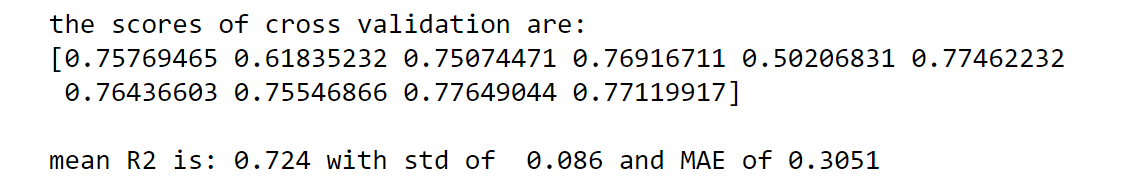 the scores of cross validation are:
[0.75769465 0.61835232 0.75074471 0.76916711 0.50206831 0.77462232
0.76436603 0.75546866 0.77649044 0.77119917]
mean R2 is: 0.724 with std of  0.086 and MAE of 0.3051